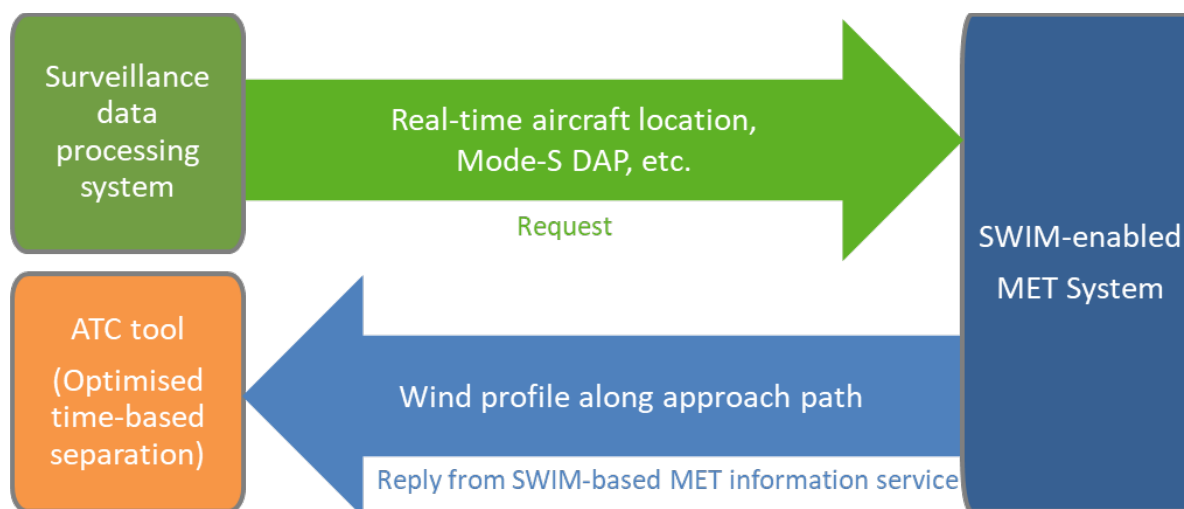 Surveillance
data
processing
system
Real-time aircraft location,
Mode-S DAP, etc.
Request
SWIM-enabled
MET System
ATC tool
(Optimised
time-based
separation)
Wind profile along approach path
Reply from SWIM-based MET information service